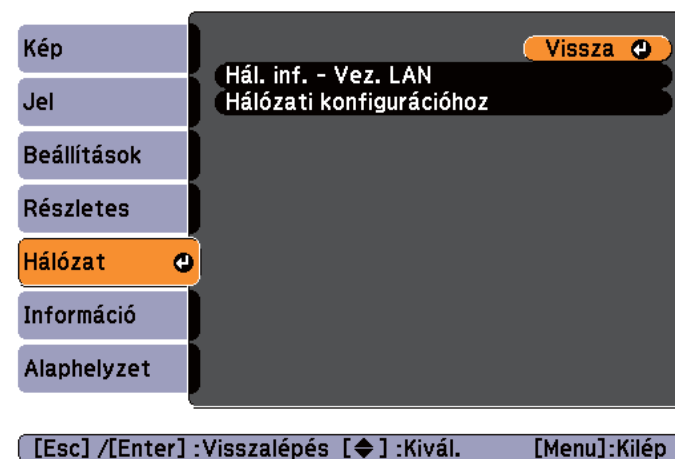 Kép
Vissza
Hál. inf. - Vez. LAN
Hálózati konfigurációhoz
Jel
Beállítások
Részletes
Hálózat
Információ
Alaphelyzet
[Esc] /[Enter] :Visszalépés [◆] :Kivál. [Menu]:Kilép